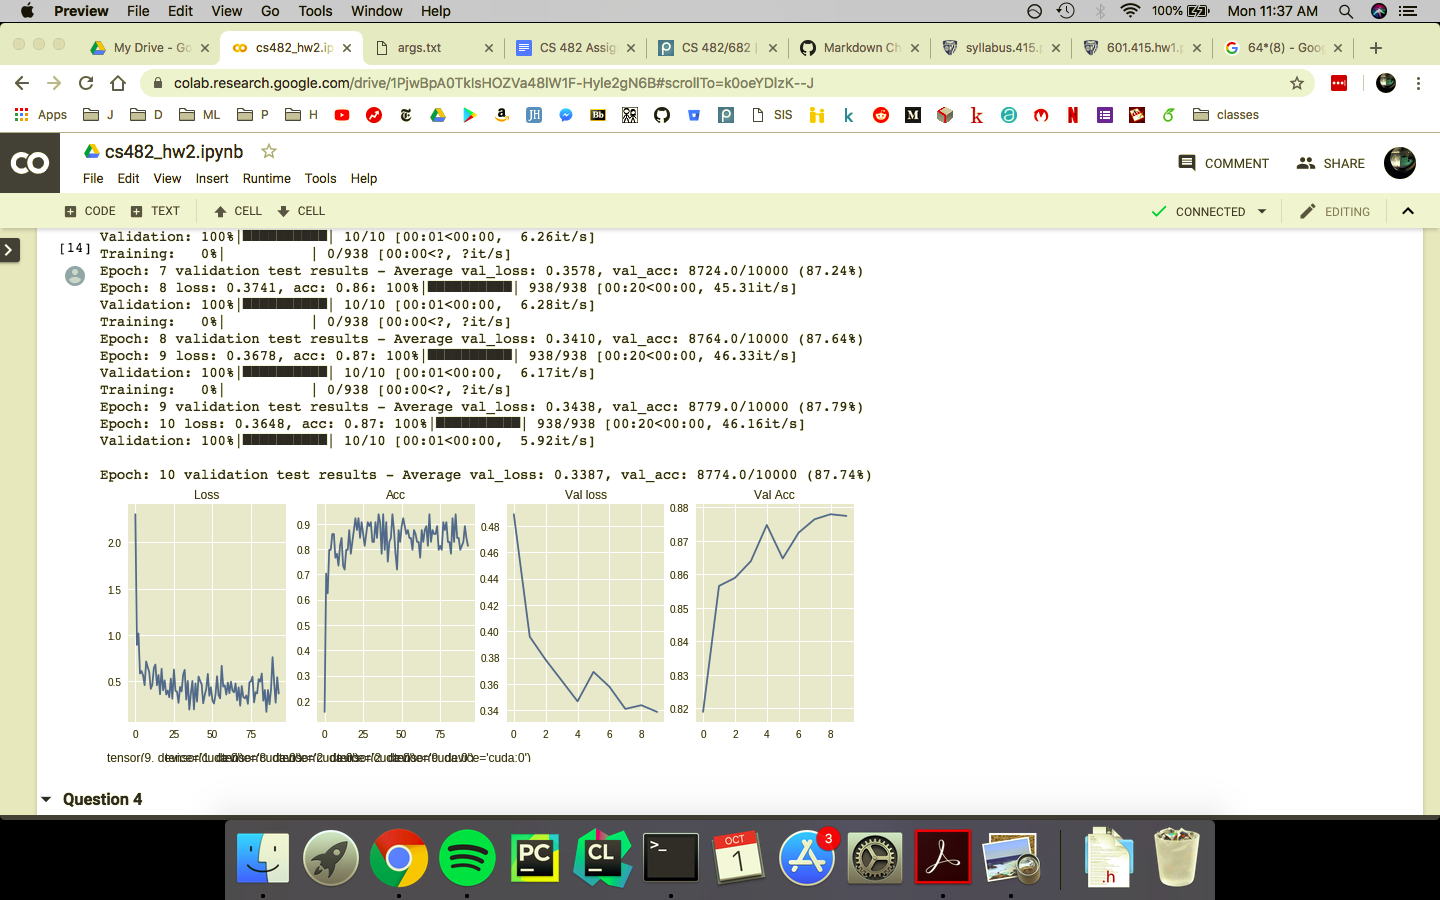 Preview File Edit View Go Tools Window Help 100% Mon 11:37 AM
My Drive - Go cs482_hw2.ip args.txt CS 482 Assig CS 482/682 Markdown Ch syllabus.415. 601.415.hw1. 64*(8) - Goo
colab.research.google.com/drive/
Apps J D ML P H JH Bb SIS M k classes
CO cs482_hw2.ipynb
COMMENT SHARE
File Edit View Insert Runtime Tools Help
CODE TEXT CELL CELL CONNECTED EDITING
Validation: 100%|██████████| 10/10 [00:01<00:00, 6.26it/s]
[14]
Training: 0%| | 0/938 [00:00<?, ?it/s]
Epoch: 7 validation test results - Average val_loss: 0.3578, val_acc: 8724.0/10000 (87.24%)
Epoch: 8 loss: 0.3741, acc: 0.86: 100%|██████████| 938/938 [00:20<00:00, 45.31it/s]
Validation: 100%|██████████| 10/10 [00:01<00:00, 6.28it/s]
Training: 0%| | 0/938 [00:00<?, ?it/s]
Epoch: 8 validation test results - Average val_loss: 0.3410, val_acc: 8764.0/10000 (87.64%)
Epoch: 9 loss: 0.3678, acc: 0.87: 100%|██████████| 938/938 [00:20<00:00, 46.33it/s]
Validation: 100%|██████████| 10/10 [00:01<00:00, 6.17it/s]
Training: 0%| | 0/938 [00:00<?, ?it/s]
Epoch: 9 validation test results - Average val_loss: 0.3438, val_acc: 8779.0/10000 (87.79%)
Epoch: 10 loss: 0.3648, acc: 0.87: 100%|██████████| 938/938 [00:20<00:00, 46.16it/s]
Validation: 100%|██████████| 10/10 [00:01<00:00, 5.92it/s]
Epoch: 10 validation test results - Average val_loss: 0.3387, val_acc: 8774.0/10000 (87.74%)
Loss Acc Val loss Val Acc
2.0 1.5 1.0 0.5
0 25 50 75
0.9 0.8 0.7 0.6 0.5 0.4 0.3 0.2
0 25 50 75
0.48 0.46 0.44 0.42 0.40 0.38 0.36 0.34
0 2 4 6 8
0.88 0.87 0.86 0.85 0.84 0.83 0.82
0 2 4 6 8
tensor(9.
Question 4
PC CL >_ OCT 1 3 .h